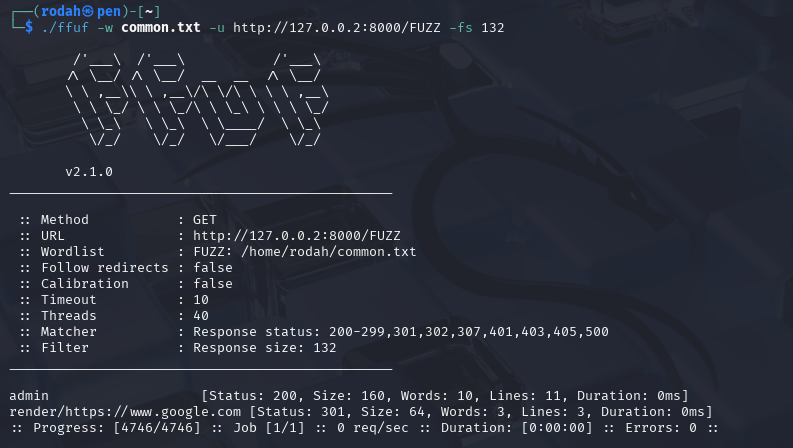 ┌──(rodah㉿pen)-[~]
└─$ ./ffuf -w common.txt -u http://127.0.0.2:8000/FUZZ -fs 132

        /'___\  /'___\           /'___\
       /\ \__/ /\ \__/  __  __  /\ \__/
       \ \ ,__\\ \ ,__\/\ \/\ \ \ \ ,__\
        \ \ \_/ \ \ \_/\ \ \_\ \ \ \ \_/
         \ \_\   \ \_\  \ \____/  \ \_\
          \/_/    \/_/   \/___/    \/_/

       v2.1.0
________________________________________________

 :: Method           : GET
 :: URL              : http://127.0.0.2:8000/FUZZ
 :: Wordlist         : FUZZ: /home/rodah/common.txt
 :: Follow redirects : false
 :: Calibration      : false
 :: Timeout          : 10
 :: Threads          : 40
 :: Matcher          : Response status: 200-299,301,302,307,401,403,405,500
 :: Filter           : Response size: 132
________________________________________________

admin                   [Status: 200, Size: 160, Words: 10, Lines: 11, Duration: 0ms]
render/https://www.google.com [Status: 301, Size: 64, Words: 3, Lines: 3, Duration: 0ms]
:: Progress: [4746/4746] :: Job [1/1] :: 0 req/sec :: Duration: [0:00:00] :: Errors: 0 ::